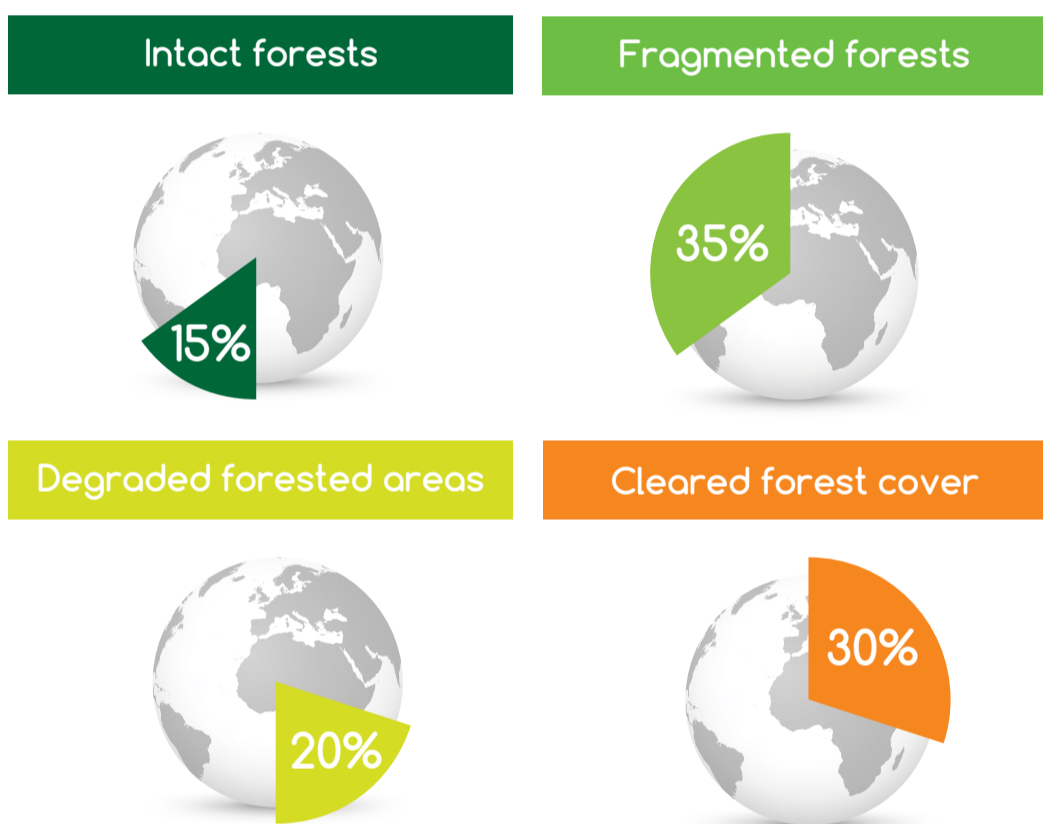 Intact forests
Fragmented forests
15%
35%
Degraded forested areas
Cleared forest cover
20%
30%